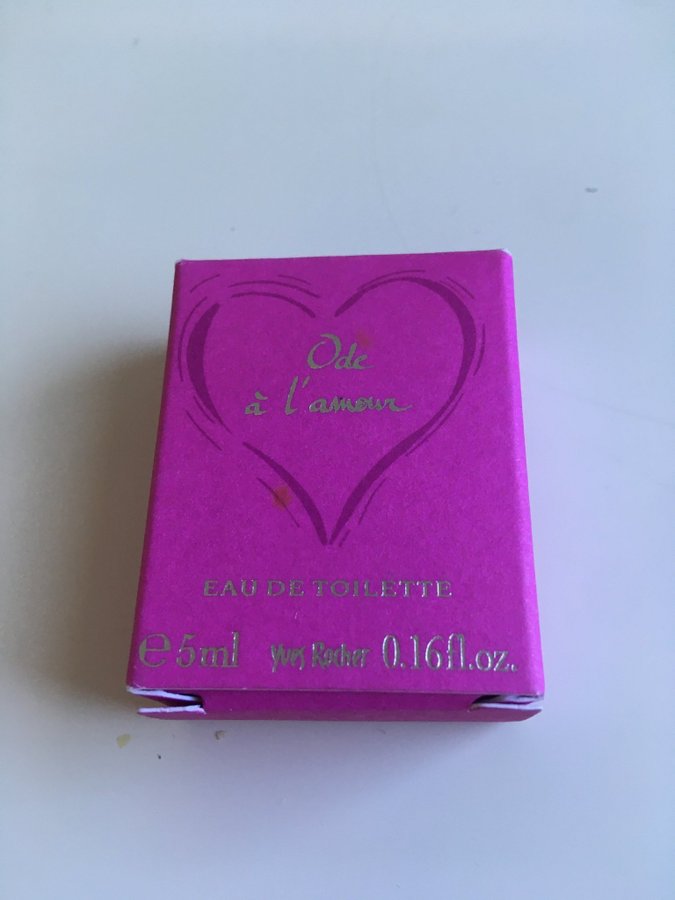 Ode
à l'amour
EAU DE TOILETTE
℮ 5ml Yves Rocher 0.16fl.oz.